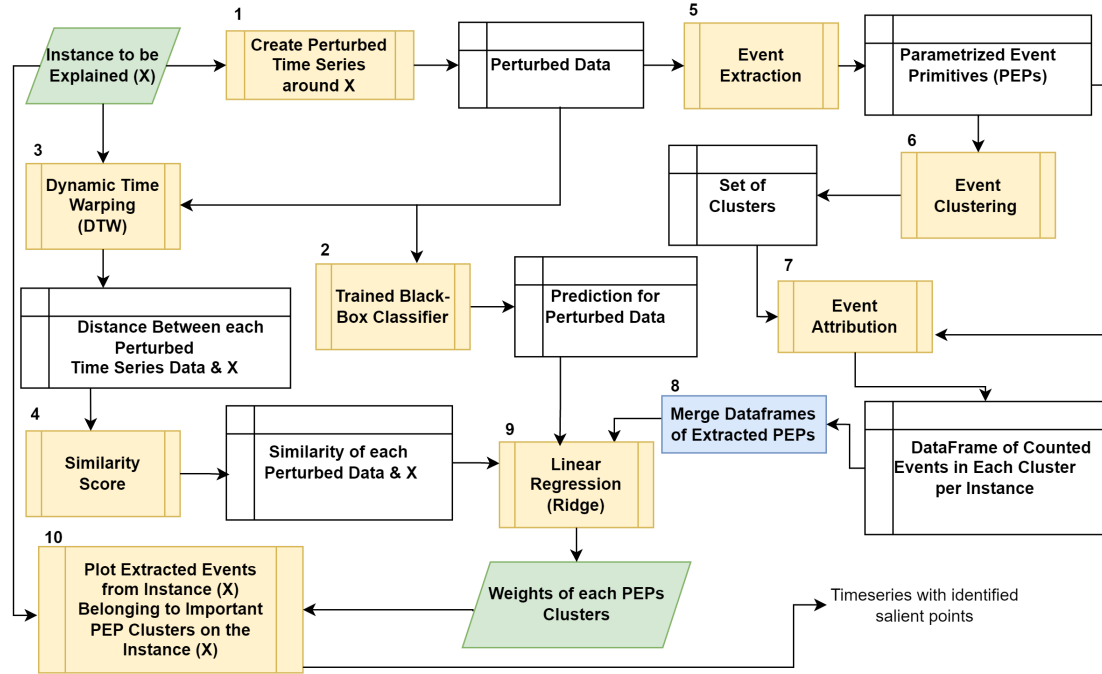 1
Instance to be
Explained (X)
Create Perturbed
Time Series
around X
Perturbed Data
5
Event
Extraction
Parametrized Event
Primitives (PEPs)
3
Dynamic Time
Warping
(DTW)
2
Trained Black-
Box Classifier
Prediction for
Perturbed Data
Set of
Clusters
6
Event
Clustering
7
Event
Attribution
Distance Between each
Perturbed
Time Series Data & X
4
Similarity
Score
Similarity of each
Perturbed Data & X
9
Linear
Regression
(Ridge)
8
Merge Dataframes
of Extracted PEPs
DataFrame of Counted
Events in Each Cluster
per Instance
10
Plot Extracted Events
from Instance (X)
Belonging to Important
PEP Clusters on the
Instance (X)
Weights of each PEPs
Clusters
Timeseries with identified
salient points